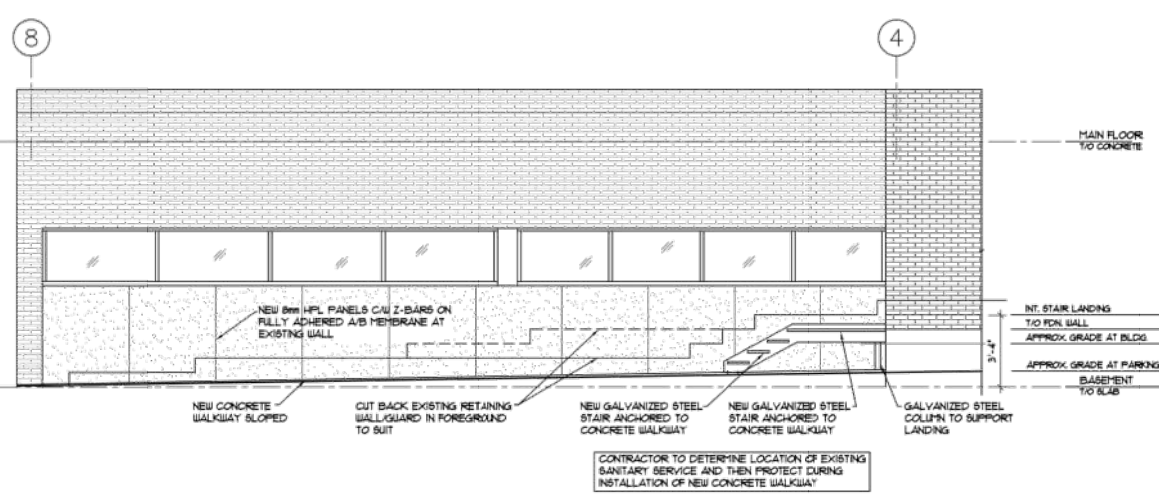 8
4
MAIN FLOOR
T/O CONCRETE
NEW 8mm HPL PANELS C/W Z-BARS ON
FULLY ADHERED A/B MEMBRANE AT
EXISTING WALL
INT. STAIR LANDING
T/O FDN. WALL
APPROX. GRADE AT BLDG
3'-4"
APPROX. GRADE AT PARKING
BASEMENT
T/O SLAB
NEW CONCRETE
WALKWAY SLOPED
CUT BACK EXISTING RETAINING
WALL/GUARD IN FOREGROUND
TO SUIT
NEW GALVANIZED STEEL
STAIR ANCHORED TO
CONCRETE WALKWAY
NEW GALVANIZED STEEL
STAIR ANCHORED TO
CONCRETE WALKWAY
GALVANIZED STEEL
COLUMN TO SUPPORT
LANDING
CONTRACTOR TO DETERMINE LOCATION OF EXISTING
SANITARY SERVICE AND THEN PROTECT DURING
INSTALLATION OF NEW CONCRETE WALKWAY